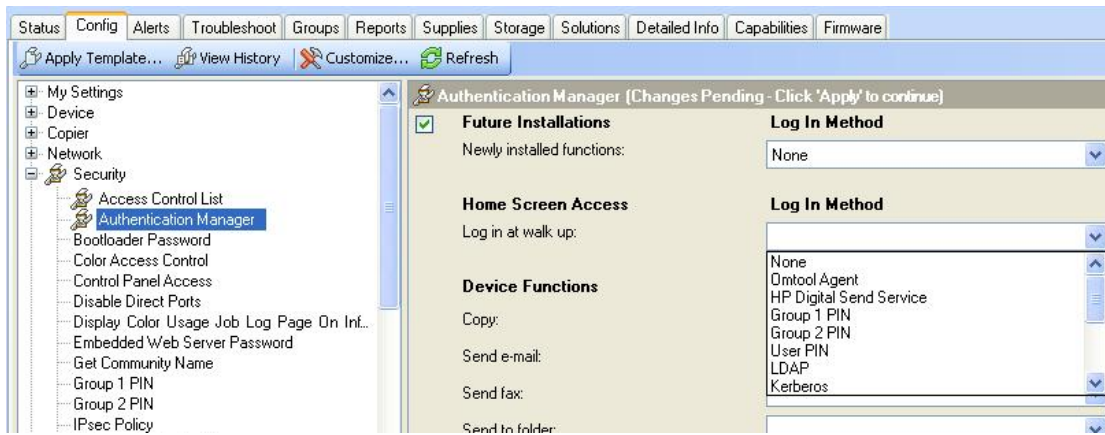 Status Config Alerts Troubleshoot Groups Reports Supplies Storage Solutions Detailed Info Capabilities Firmware
Apply Template... View History Customize... Refresh
My Settings
Device
Copier
Network
Security
Access Control List
Authentication Manager
Bootloader Password
Color Access Control
Control Panel Access
Disable Direct Ports
Display Color Usage Job Log Page On Inf...
Embedded Web Server Password
Get Community Name
Group 1 PIN
Group 2 PIN
IPsec Policy
Authentication Manager (Changes Pending - Click 'Apply' to continue)
Future Installations Log In Method
Newly installed functions: None
Home Screen Access Log In Method
Log in at walk up:
None
Omtool Agent
HP Digital Send Service
Group 1 PIN
Group 2 PIN
User PIN
LDAP
Kerberos
Device Functions
Copy:
Send e-mail:
Send fax:
Send to folder: